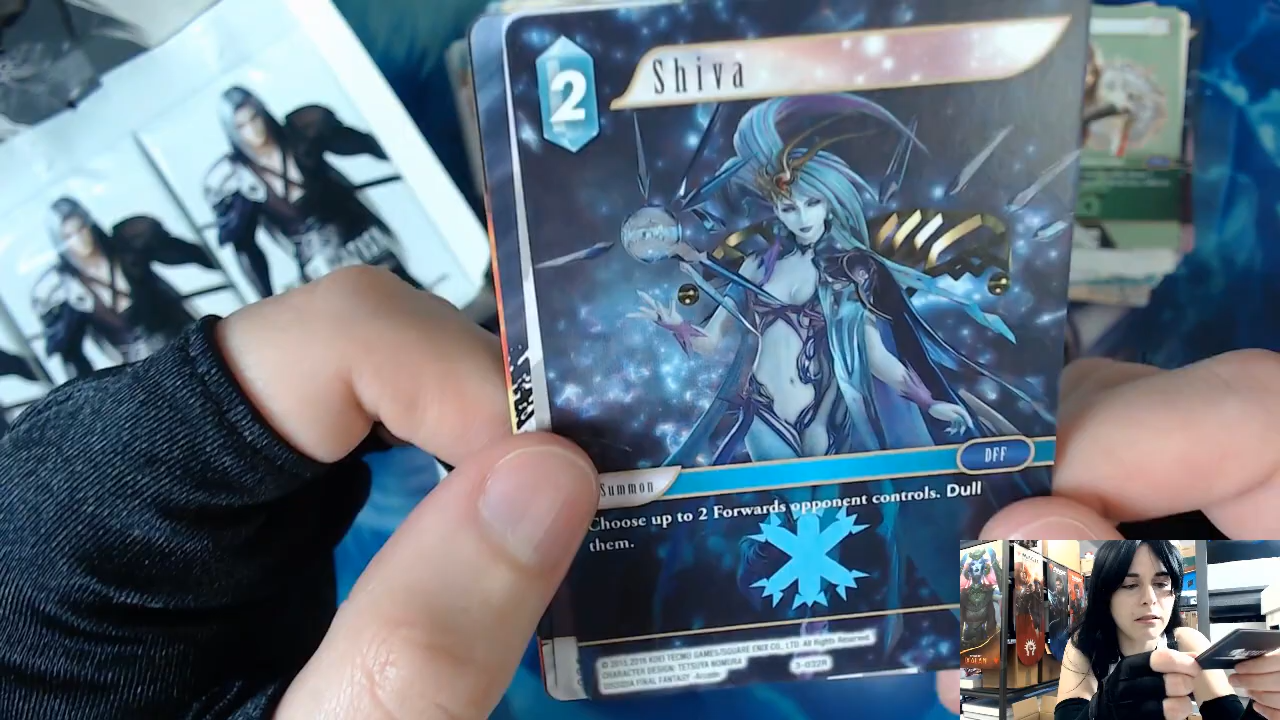 2
Shiva
DFF
Summon
Choose up to 2 Forwards opponent controls. Dull
them.
© 2015, 2016 KOEI TECMO GAMES/SQUARE ENIX CO., LTD. All Rights Reserved.
CHARACTER DESIGN: TETSUYA NOMURA
DISSIDIA FINAL FANTASY -Arcade-
3-032R